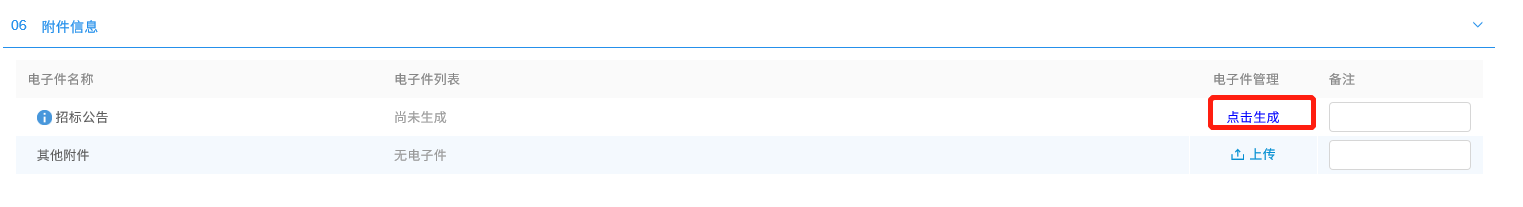 06 附件信息
电子件名称 电子件列表 电子件管理 备注
招标公告 尚未生成 点击生成
其他附件 无电子件 上传